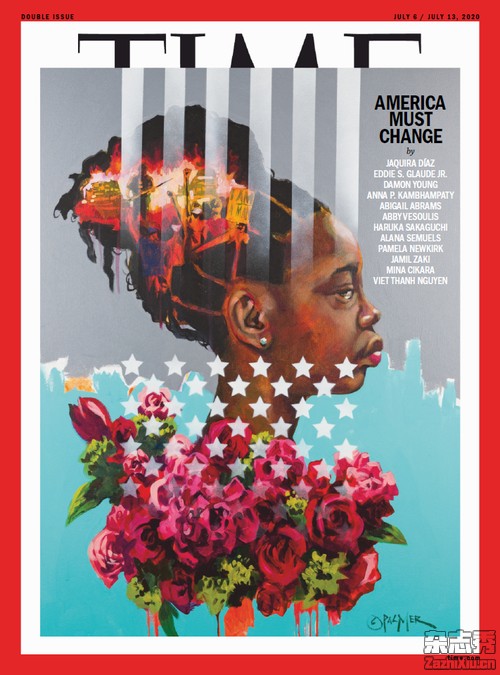 DOUBLE ISSUE
JULY 6 / JULY 13, 2020
TIME
AMERICA
MUST
CHANGE
by
JAQUIRA DÍAZ
EDDIE S. GLAUDE JR.
DAMON YOUNG
ANNA P. KAMBHAMPATY
ABIGAIL ABRAMS
ABBY VESOULIS
HARUKA SAKAGUCHI
ALANA SEMUELS
PAMELA NEWKIRK
JAMIL ZAKI
MINA CIKARA
VIET THANH NGUYEN
PALMER
杂志秀
ZaZhiXiu.cn